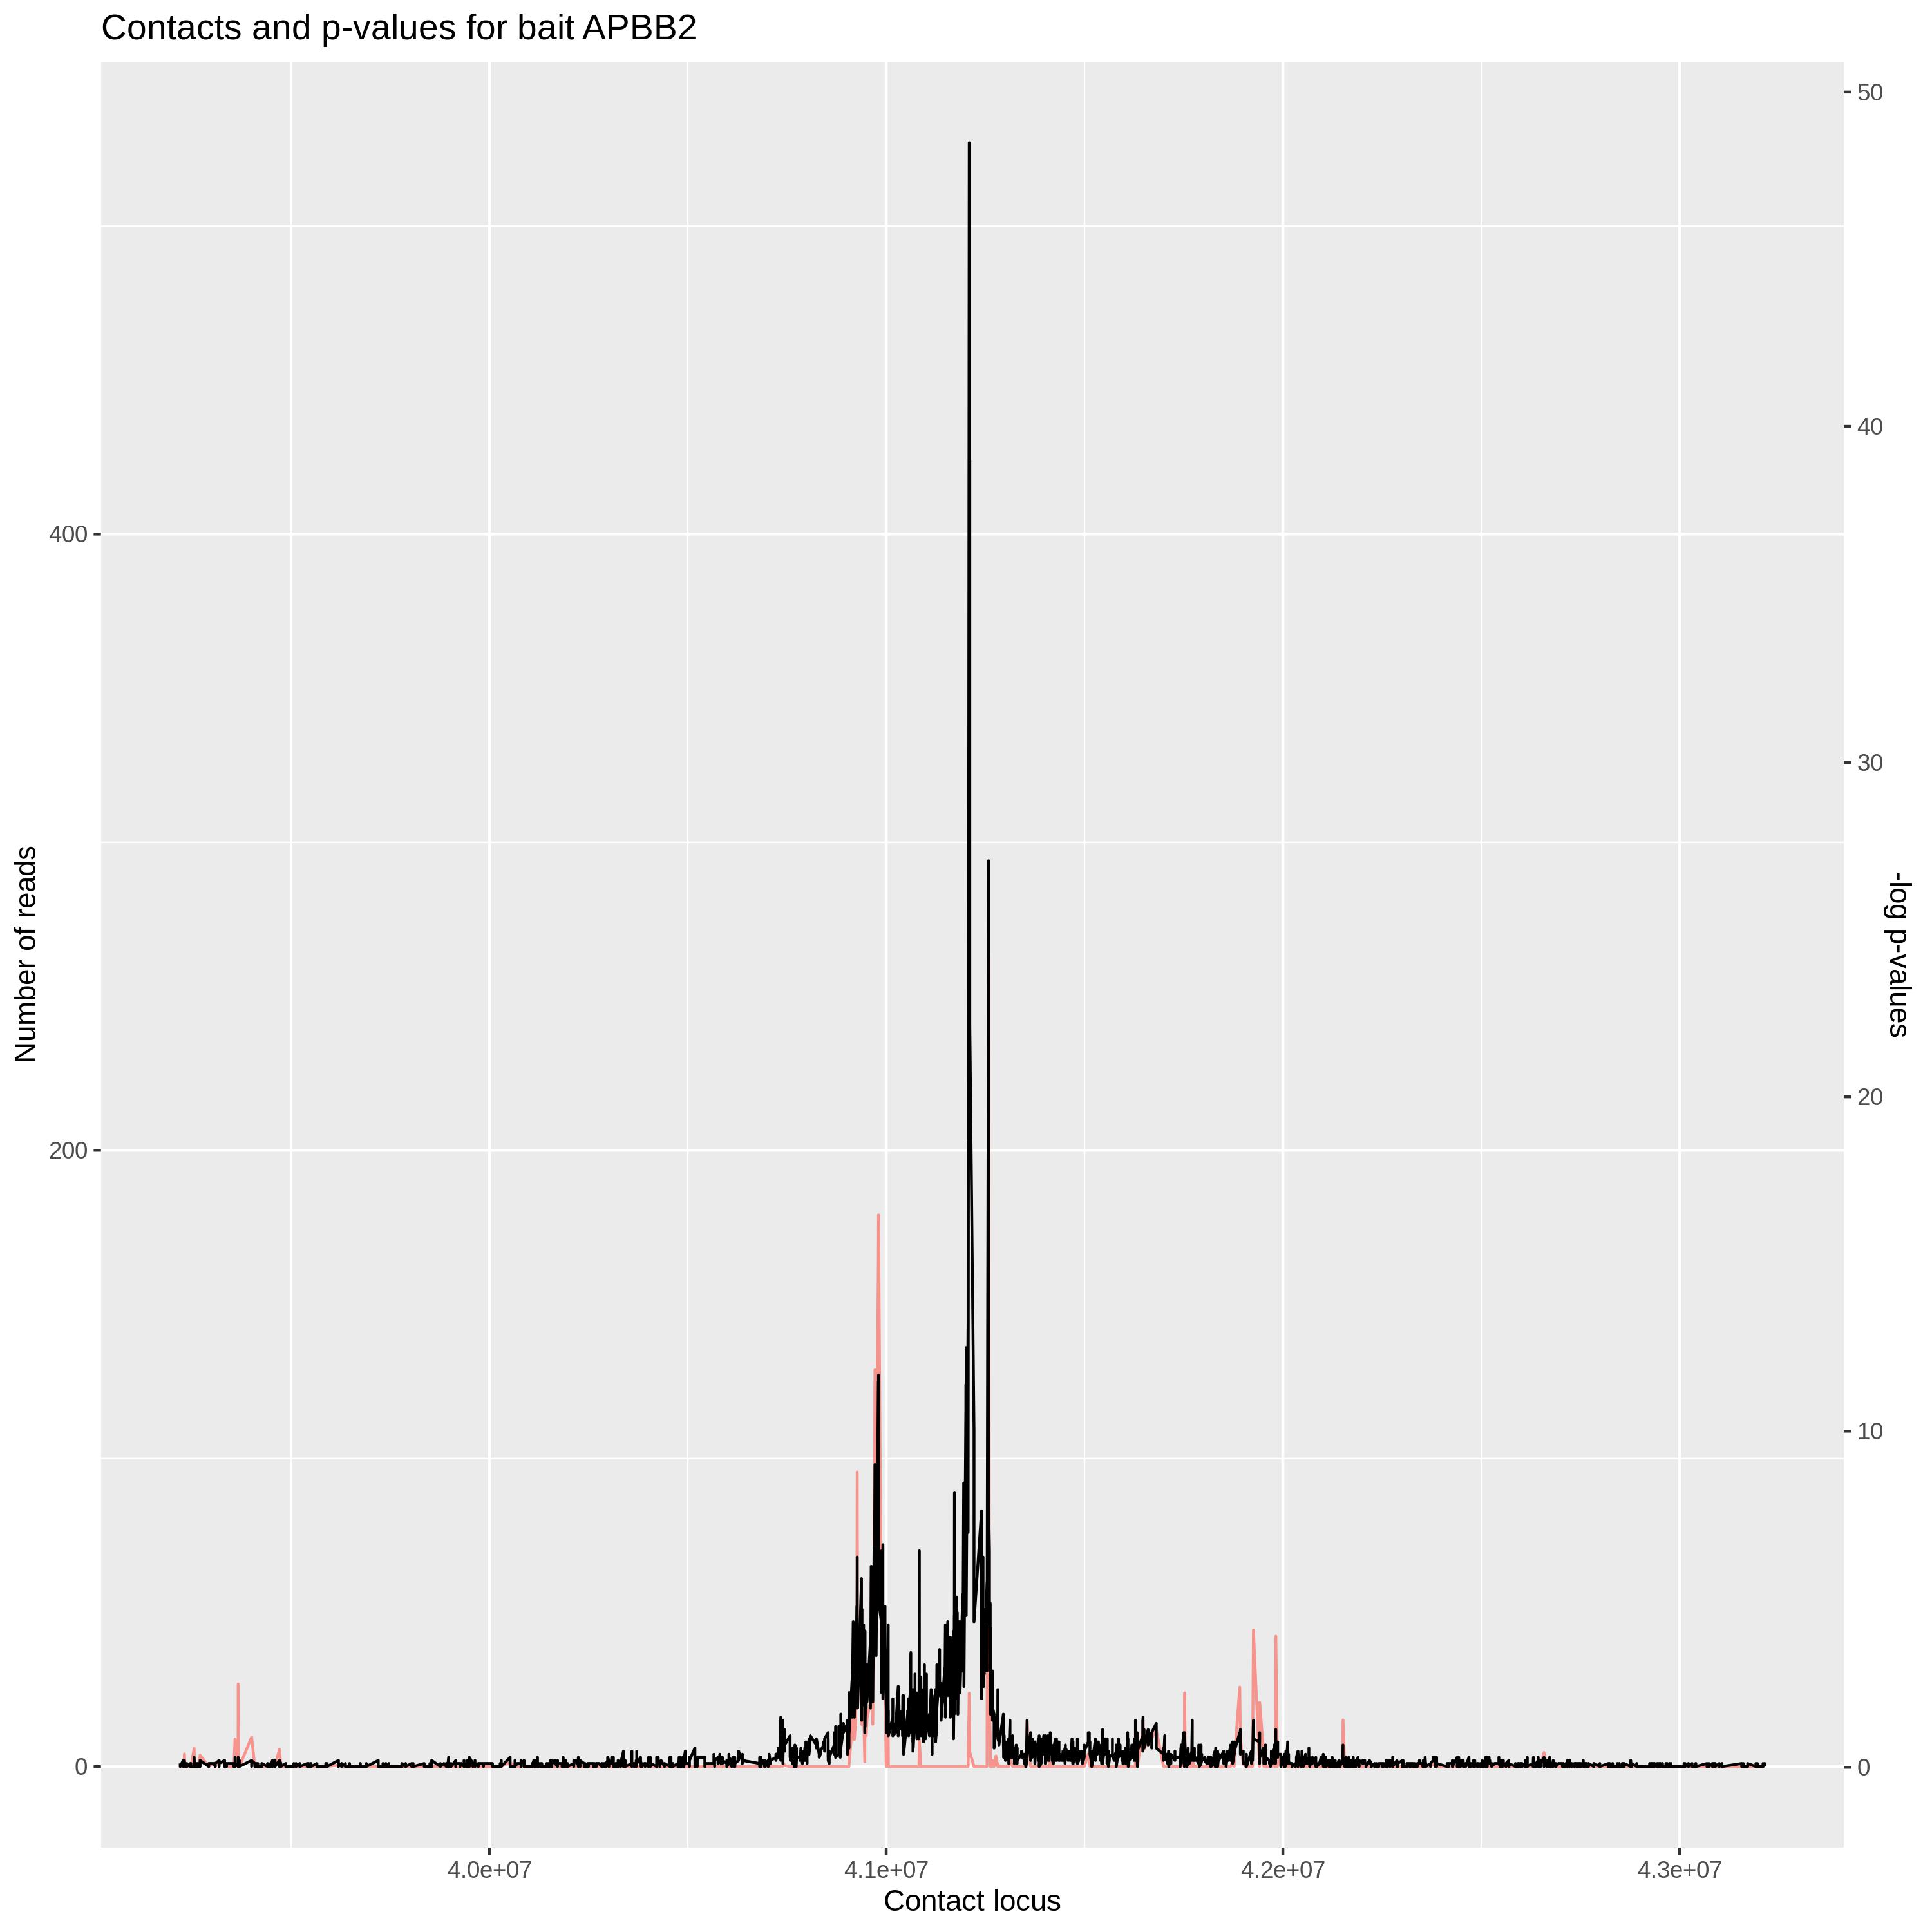 Contacts and p-values for bait APBB2
Number of reads
400
200
0
50
40
30
20
10
0
-log p-values
4.0e+07
4.1e+07
4.2e+07
4.3e+07
Contact locus